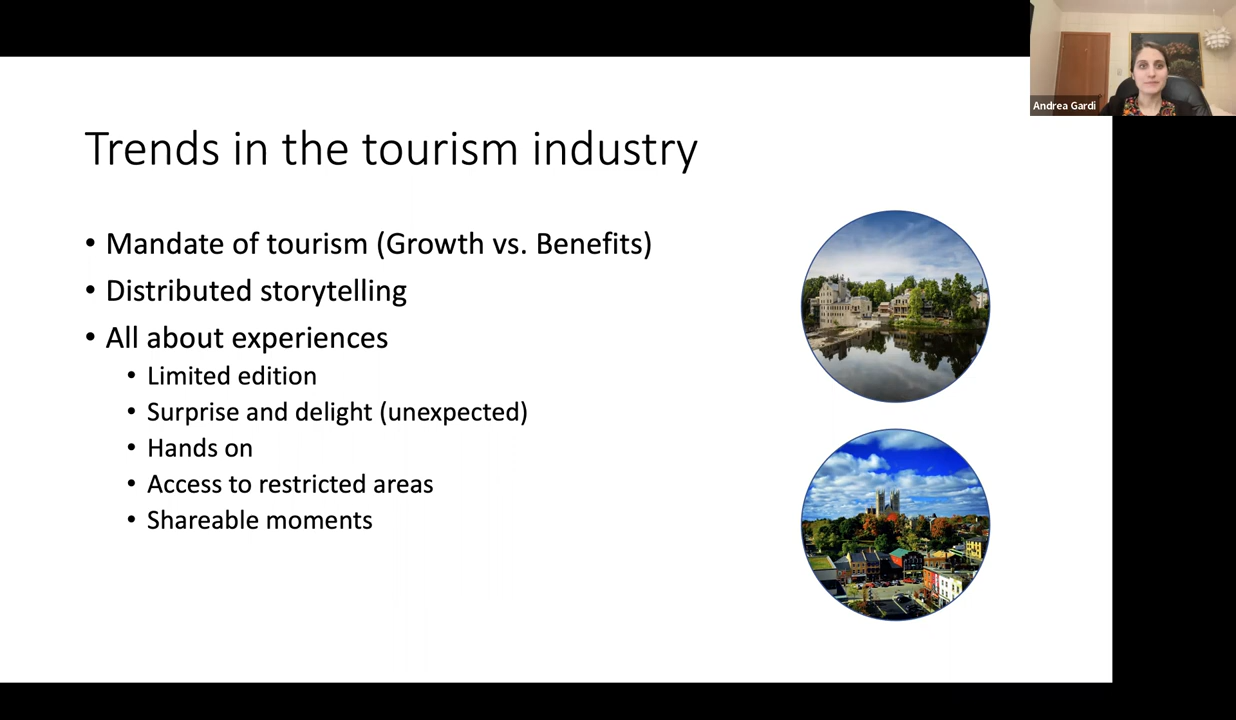 Andrea Gardi
Trends in the tourism industry
• Mandate of tourism (Growth vs. Benefits)
• Distributed storytelling
• All about experiences
• Limited edition
• Surprise and delight (unexpected)
• Hands on
• Access to restricted areas
• Shareable moments